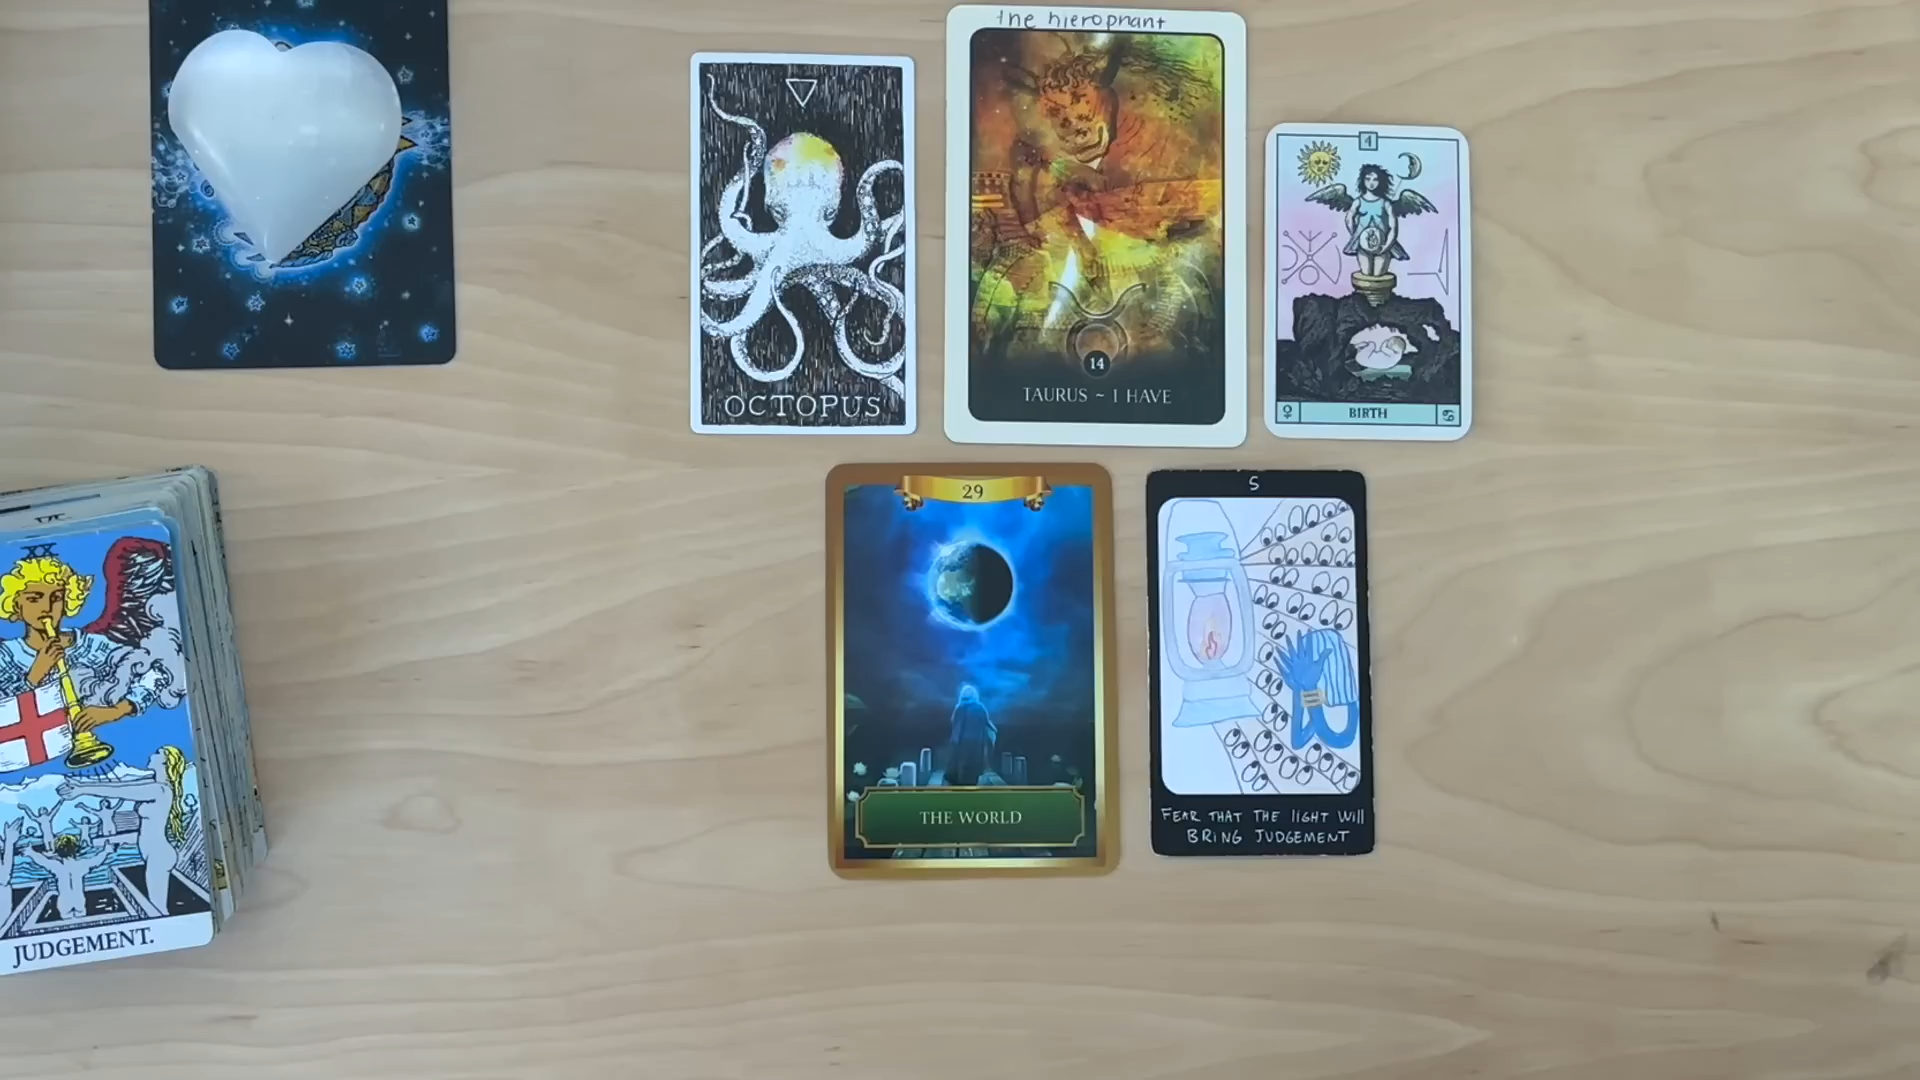 the hierophant
OCTOPUS
14
TAURUS ~ I HAVE
4
BIRTH
29
THE WORLD
5
FEAR THAT THE LIGHT WILL
BRING JUDGEMENT
XX
JUDGEMENT.